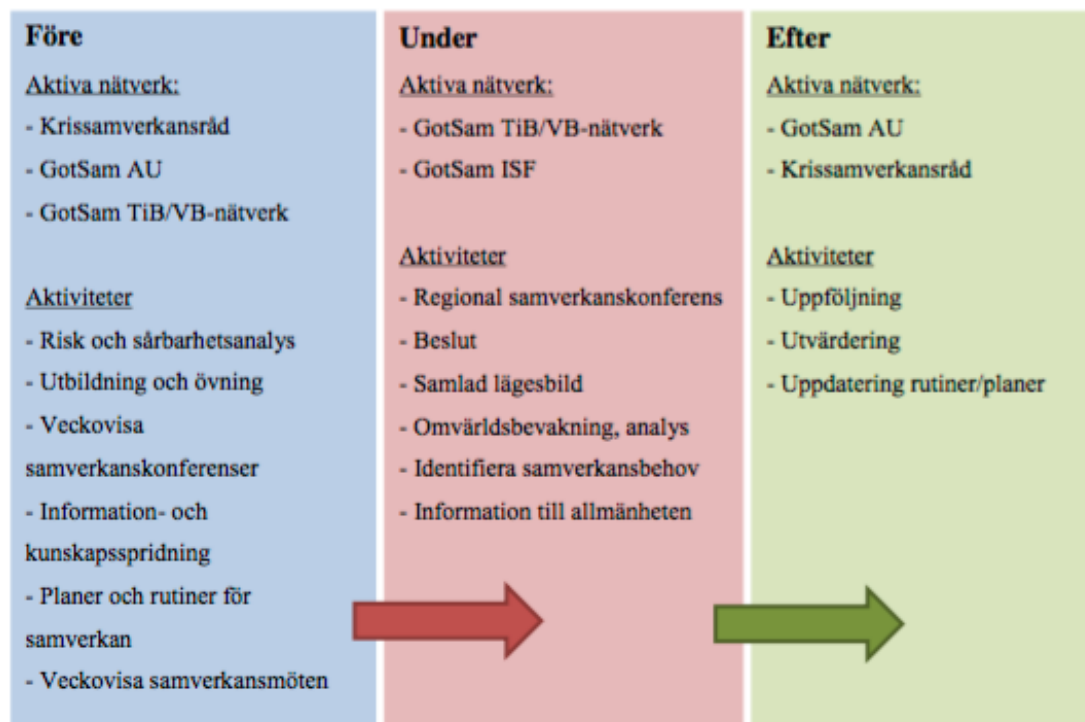 Före
Aktiva nätverk:
- Krissamverkansråd
- GotSam AU
- GotSam TiB/VB-nätverk
Aktiviteter
- Risk och sårbarhetsanalys
- Utbildning och övning
- Veckovisa
samverkanskonferenser
- Information- och
kunskapsspridning
- Planer och rutiner för
samverkan
- Veckovisa samverkansmöten
Under
Aktiva nätverk:
- GotSam TiB/VB-nätverk
- GotSam ISF
Aktiviteter
- Regional samverkanskonferens
- Beslut
- Samlad lägesbild
- Omvärldsbevakning, analys
- Identifiera samverkansbehov
- Information till allmänheten
Efter
Aktiva nätverk:
- GotSam AU
- Krissamverkansråd
Aktiviteter
- Uppföljning
- Utvärdering
- Uppdatering rutiner/planer